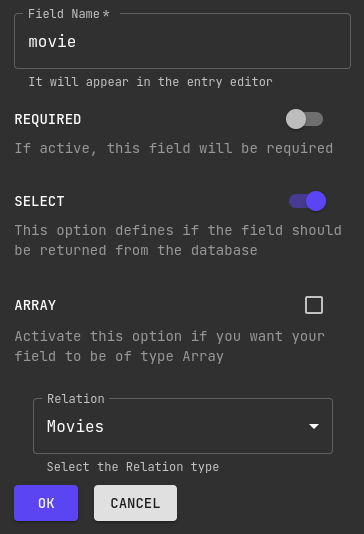 Field Name*
movie
It will appear in the entry editor
REQUIRED
If active, this field will be required
SELECT
This option defines if the field should
be returned from the database
ARRAY
Activate this option if you want your
field to be of type Array
Relation
Movies
Select the Relation type
OK CANCEL